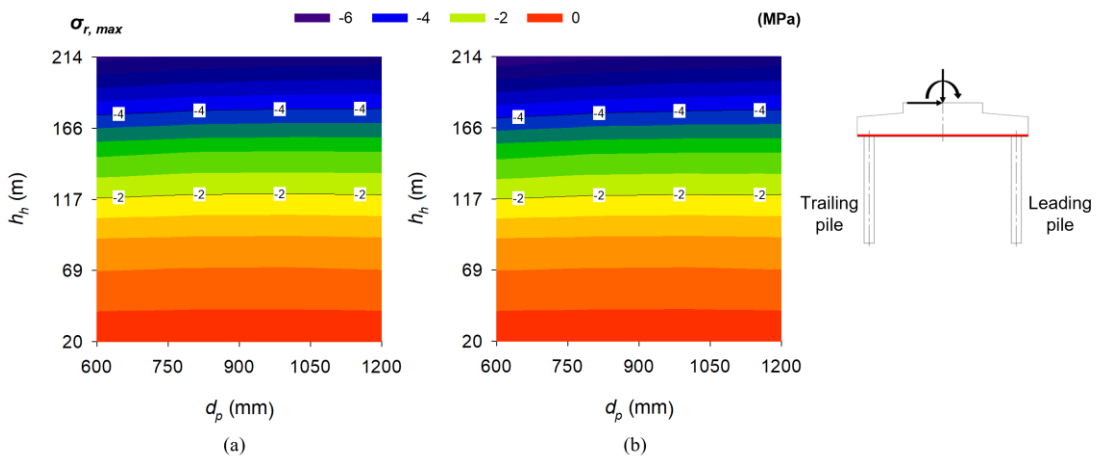 σr, max
-6 -4 -2 0 (MPa)
214
166
117
69
20
hh (m)
-4 -4 -4 -4
-2 -2 -2 -2
600 750 900 1050 1200
dp (mm)
(a)
214
166
117
69
20
hh (m)
-4 -4 -4 -4
-2 -2 -2 -2
600 750 900 1050 1200
dp (mm)
(b)
Trailing
pile
Leading
pile